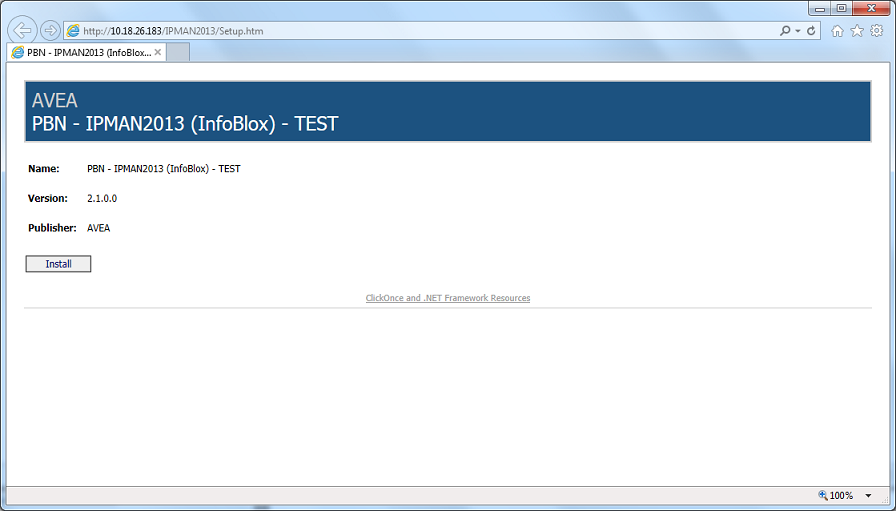 http://10.18.26.183/IPMAN2013/Setup.htm
PBN - IPMAN2013 (InfoBlox...
AVEA
PBN - IPMAN2013 (InfoBlox) - TEST
Name: PBN - IPMAN2013 (InfoBlox) - TEST
Version: 2.1.0.0
Publisher: AVEA
Install
ClickOnce and .NET Framework Resources
100%